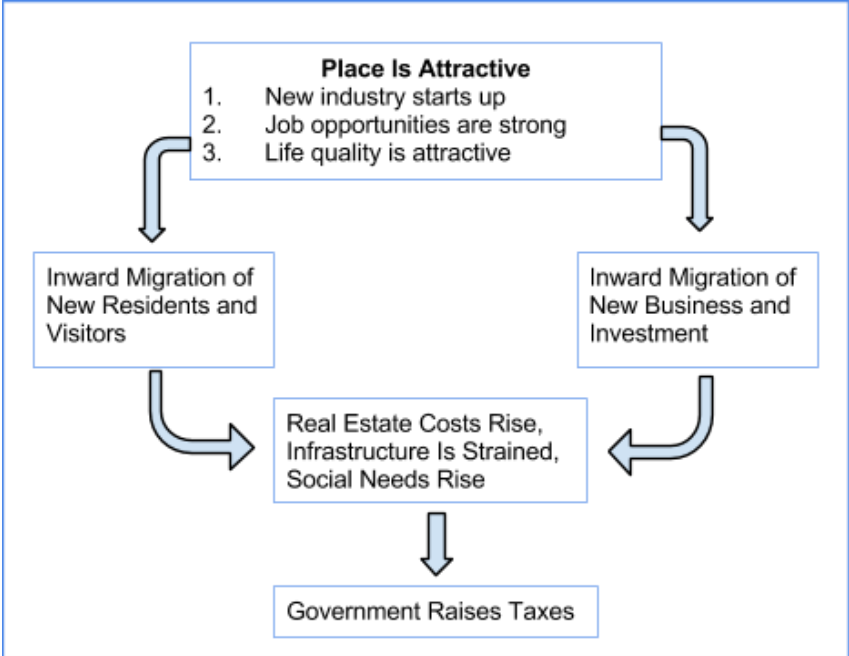 Place Is Attractive
1. New industry starts up
2. Job opportunities are strong
3. Life quality is attractive
Inward Migration of
New Residents and
Visitors
Inward Migration of
New Business and
Investment
Real Estate Costs Rise,
Infrastructure Is Strained,
Social Needs Rise
Government Raises Taxes